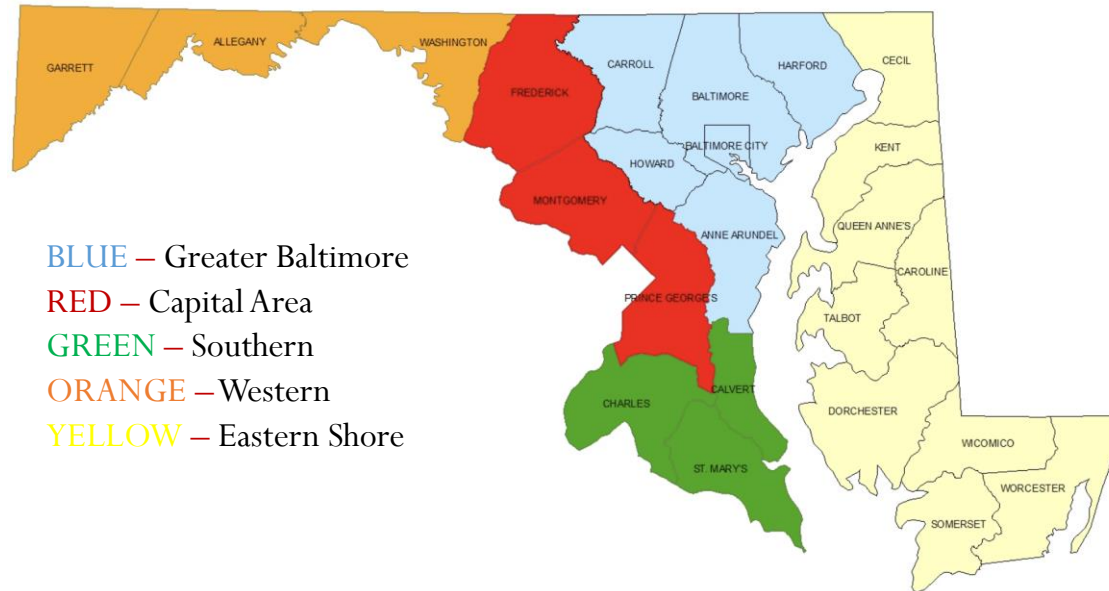 GARRETT
ALLEGANY
WASHINGTON
FREDERICK
CARROLL
BALTIMORE
HARFORD
CECIL
BALTIMORE CITY
KENT
HOWARD
MONTGOMERY
ANNE ARUNDEL
QUEEN ANNE'S
CAROLINE
PRINCE GEORGE'S
TALBOT
CALVERT
CHARLES
DORCHESTER
ST. MARY'S
WICOMICO
WORCESTER
SOMERSET
BLUE – Greater Baltimore
RED – Capital Area
GREEN – Southern
ORANGE – Western
YELLOW – Eastern Shore